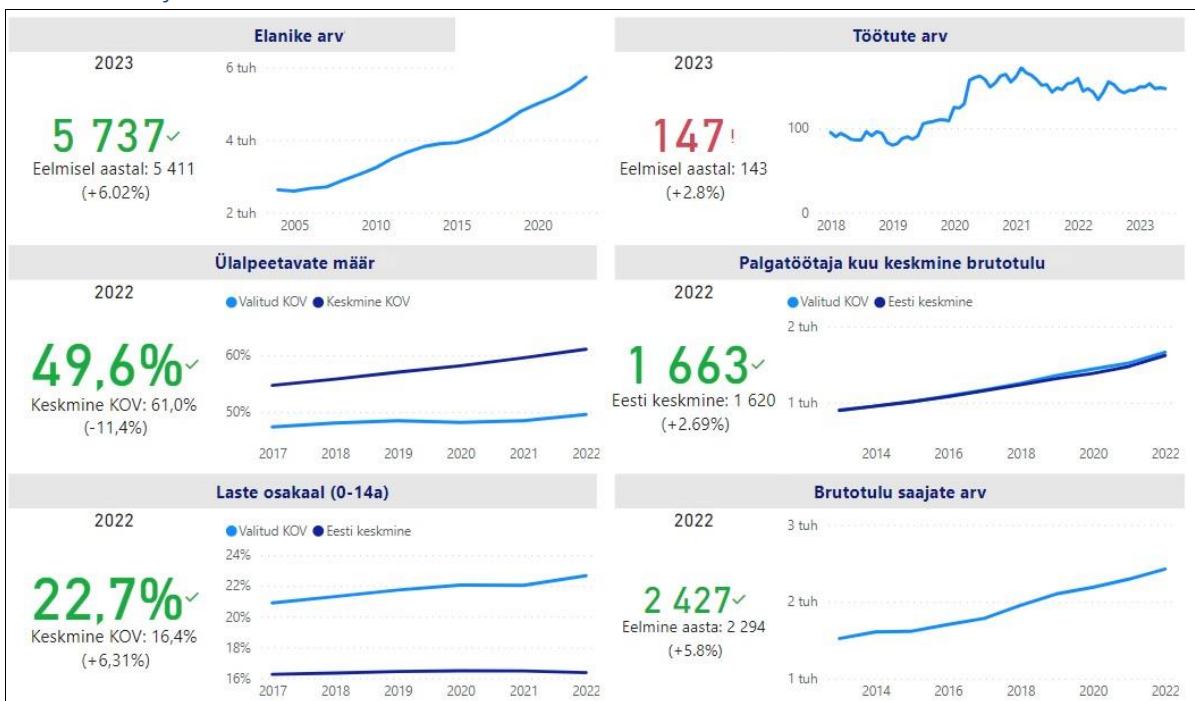 Elanike arv
2023
5 737
Eelmisel aastal: 5 411
(+6.02%)
6 tuh
4 tuh
2 tuh
2005 2010 2015 2020
Töötute arv
2023
147!
Eelmisel aastal: 143
(+2.8%)
100
0
2018 2019 2020 2021 2022 2023
Ülalpeetavate määr
2022
49,6%
Keskmine KOV: 61,0%
(-11,4%)
Valitud KOV Keskmine KOV
60%
50%
2017 2018 2019 2020 2021 2022
Palgatöötaja kuu keskmine brutotulu
2022
1 663
Eesti keskmine: 1 620
(+2.69%)
Valitud KOV Eesti keskmine
2 tuh
1 tuh
2014 2016 2018 2020 2022
Laste osakaal (0-14a)
2022
22,7%
Keskmine KOV: 16,4%
(+6,31%)
Valitud KOV Eesti keskmine
24%
22%
20%
18%
16%
2017 2018 2019 2020 2021 2022
Brutotulu saajate arv
2022
2 427
Eelmine aasta: 2 294
(+5.8%)
3 tuh
2 tuh
1 tuh
2014 2016 2018 2020 2022